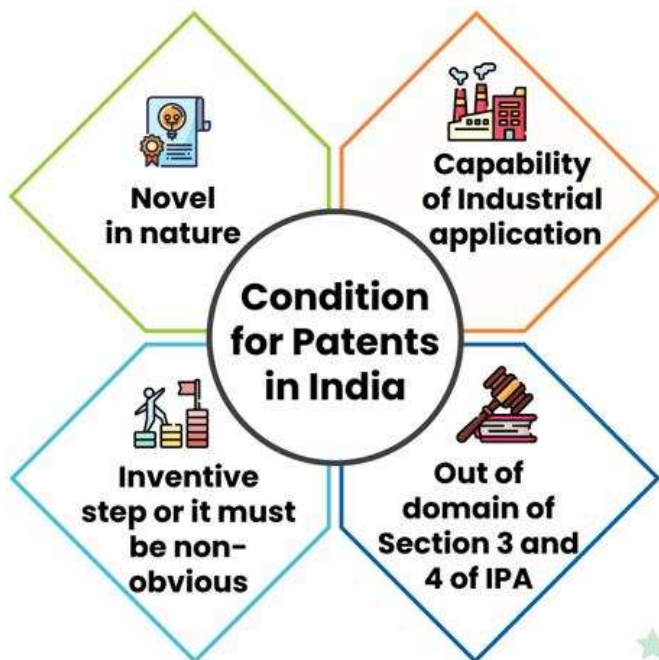 Novel
in nature
Capability
of Industrial
application
Condition
for Patents
in India
Inventive
step or it must
be non-
obvious
Out of
domain of
Section 3 and
4 of IPA